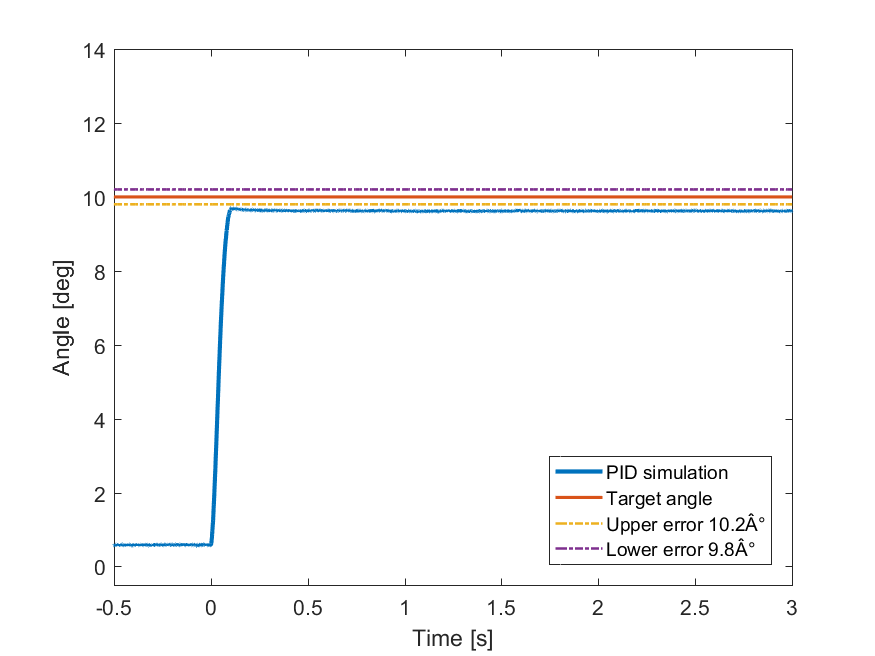 14
12
10
8
6
4
2
0
Angle [deg]
PID simulation
Target angle
Upper error 10.2Â°
Lower error 9.8Â°
-0.5 0 0.5 1 1.5 2 2.5 3
Time [s]